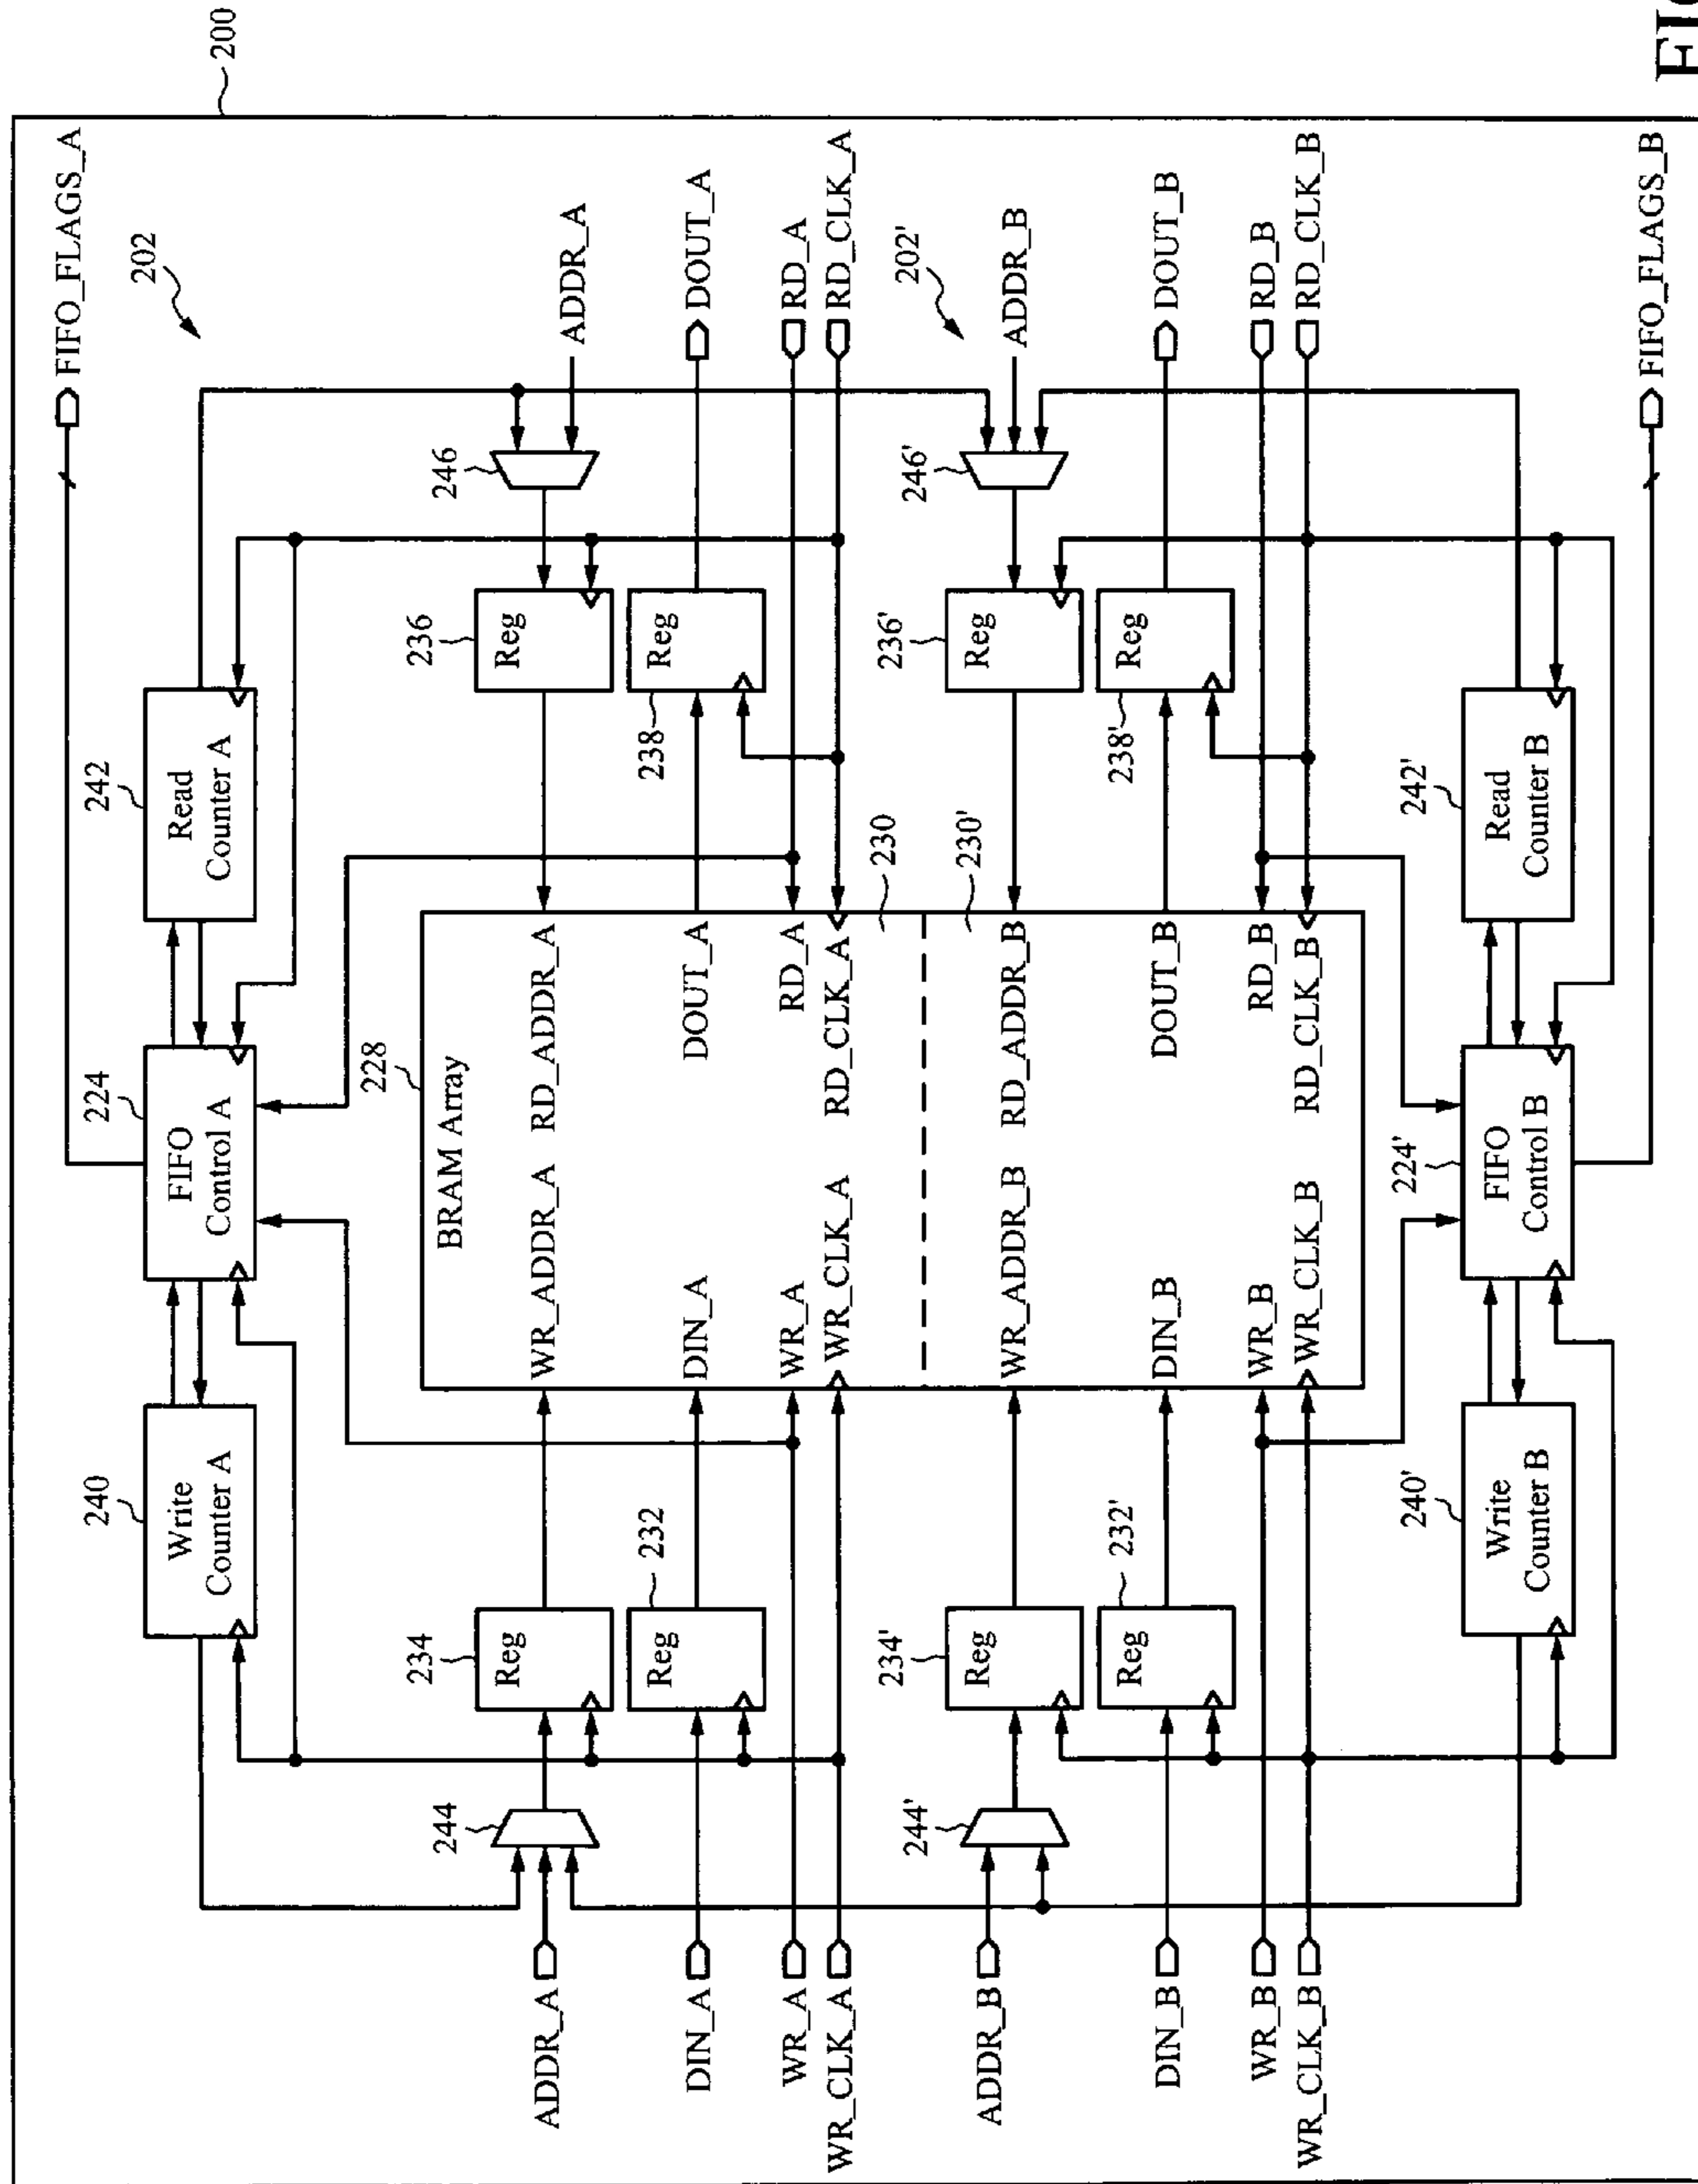 200
FIFO_FLAGS_A
202
240
Write
Counter A
224
FIFO
Control A
242
Read
Counter A
ADDR_A
244
234
Reg
228
BRAM Array
WR_ADDR_A
RD_ADDR_A
236
Reg
246
ADDR_A
DIN_A
232
Reg
DIN_A
DOUT_A
238
Reg
DOUT_A
WR_A
WR_A
RD_A
RD_A
WR_CLK_A
WR_CLK_A
RD_CLK_A
RD_CLK_A
230
230'
202'
ADDR_B
244'
234'
Reg
WR_ADDR_B
RD_ADDR_B
236'
Reg
246'
ADDR_B
DIN_B
232'
Reg
DIN_B
DOUT_B
238'
Reg
DOUT_B
WR_B
WR_B
RD_B
RD_B
WR_CLK_B
WR_CLK_B
RD_CLK_B
RD_CLK_B
240'
Write
Counter B
224'
FIFO
Control B
242'
Read
Counter B
FIFO_FLAGS_B